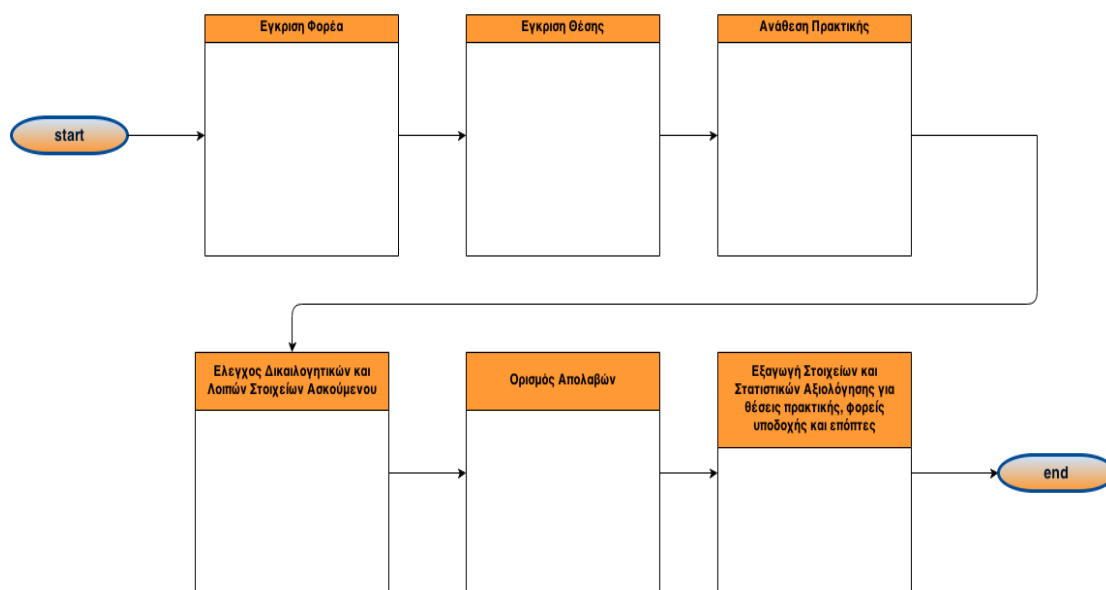 Εγκριση Φορέα
Εγκριση Θέσης
Ανάθεση Πρακτικής
start
Ελεγχος Δικαιλογητικών και
Λοιπών Στοιχείων Ασκούμενου
Ορισμός Απολαβών
Εξαγωγή Στοιχείων και
Στατιστικών Αξιολόγησης για
θέσεις πρακτικής, φορείς
υποδοχής και επόπτες
end